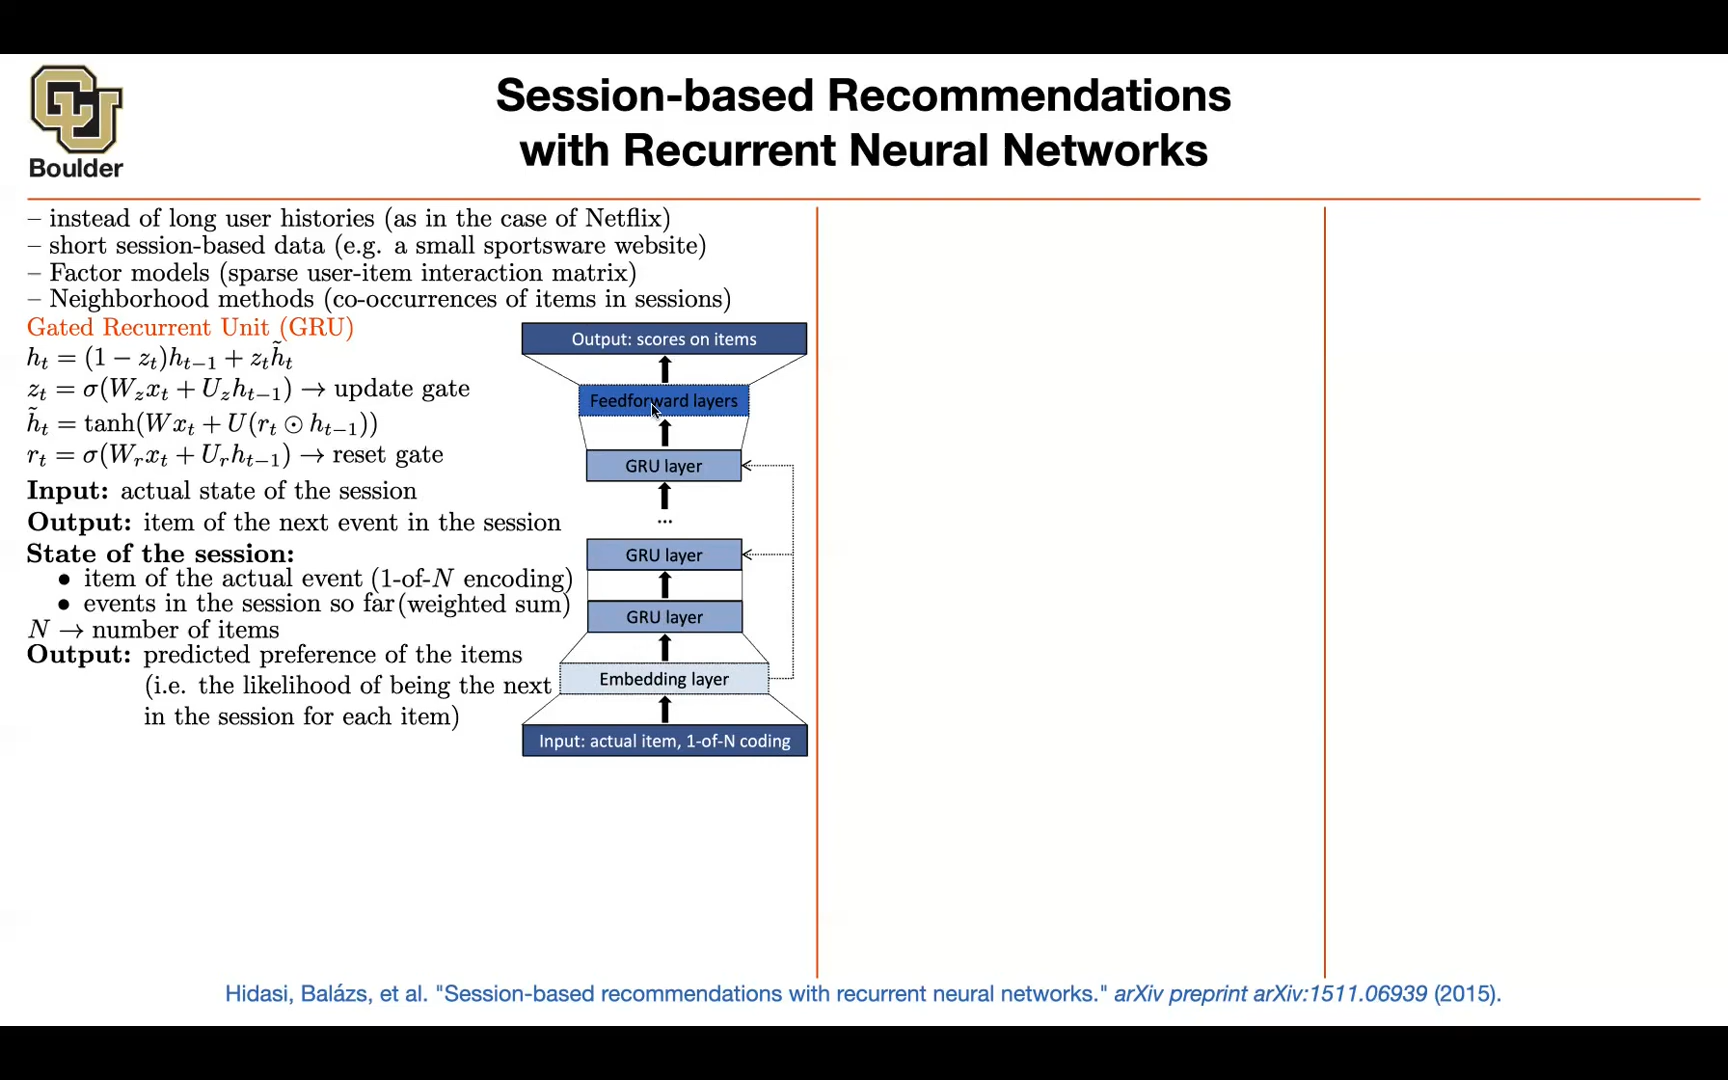 Boulder
Session-based Recommendations
with Recurrent Neural Networks
– instead of long user histories (as in the case of Netflix)
– short session-based data (e.g. a small sportsware website)
– Factor models (sparse user-item interaction matrix)
– Neighborhood methods (co-occurrences of items in sessions)
Gated Recurrent Unit (GRU)
h_t = (1 − z_t)h_{t−1} + z_t h̃_t
z_t = σ(W_z x_t + U_z h_{t−1}) → update gate
h̃_t = tanh(W x_t + U(r_t ⊙ h_{t−1}))
r_t = σ(W_r x_t + U_r h_{t−1}) → reset gate
Input: actual state of the session
Output: item of the next event in the session
State of the session:
• item of the actual event (1-of-N encoding)
• events in the session so far (weighted sum)
N → number of items
Output: predicted preference of the items
(i.e. the likelihood of being the next
in the session for each item)
Output: scores on items
Feedforward layers
GRU layer
...
GRU layer
GRU layer
Embedding layer
Input: actual item, 1-of-N coding
Hidasi, Balázs, et al. "Session-based recommendations with recurrent neural networks." arXiv preprint arXiv:1511.06939 (2015).